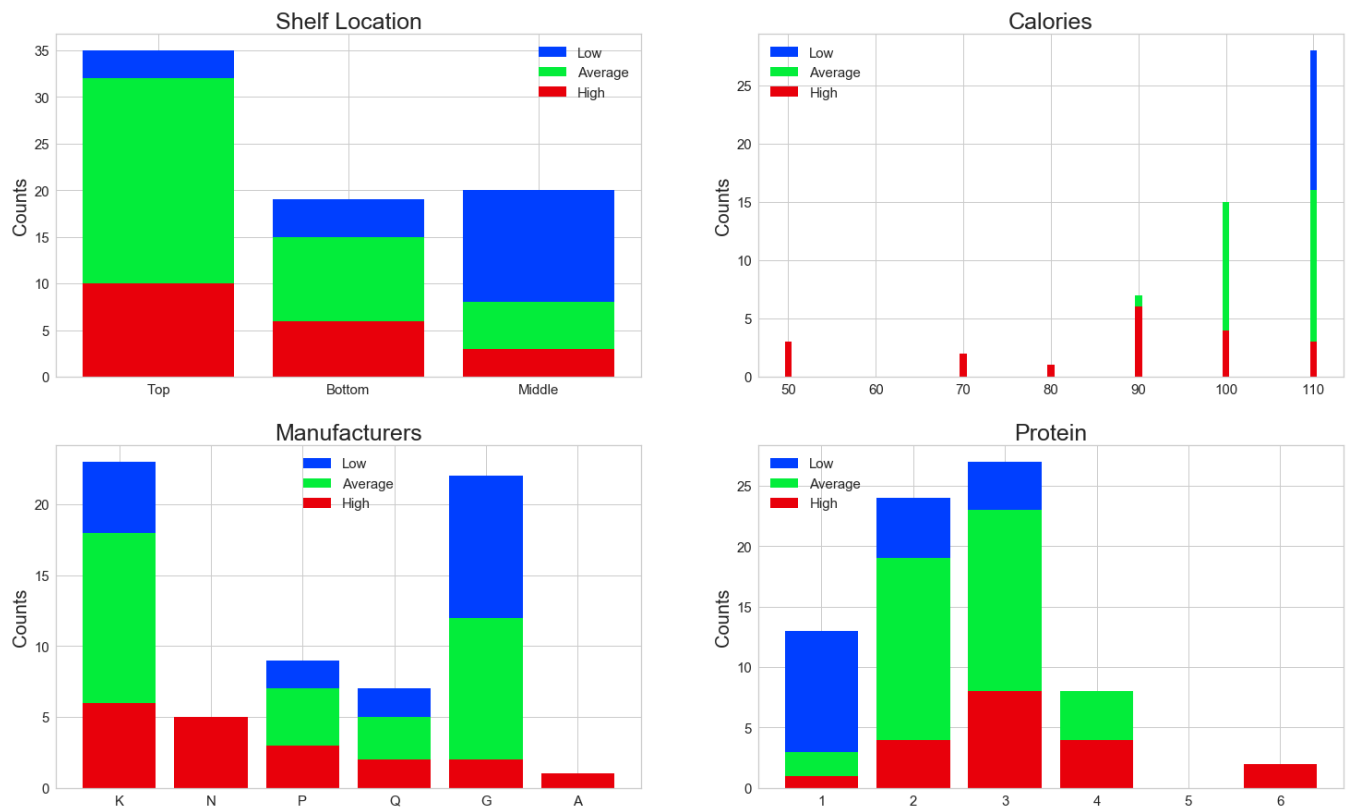 Shelf Location
Counts
35
30
25
20
15
10
5
0
Low
Average
High
Top Bottom Middle
Calories
Counts
25
20
15
10
5
0
Low
Average
High
50 60 70 80 90 100 110
Manufacturers
Counts
20
15
10
5
0
Low
Average
High
K N P Q G A
Protein
Counts
25
20
15
10
5
0
Low
Average
High
1 2 3 4 5 6